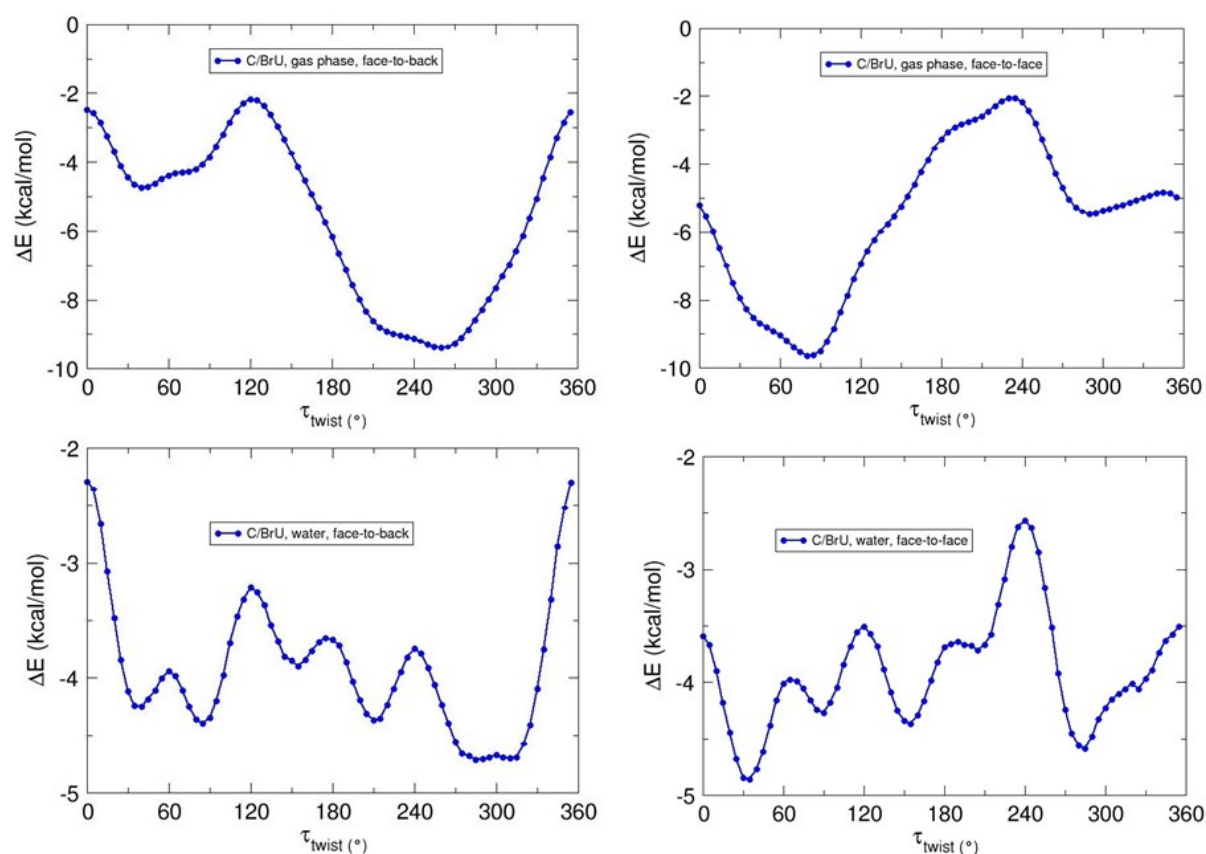 0
-2
-4
-6
-8
-10
ΔE (kcal/mol)
C/BrU, gas phase, face-to-back
0 60 120 180 240 300 360
τtwist (°)
0
-2
-4
-6
-8
-10
ΔE (kcal/mol)
C/BrU, gas phase, face-to-face
0 60 120 180 240 300 360
τtwist (°)
-2
-3
-4
-5
ΔE (kcal/mol)
C/BrU, water, face-to-back
0 60 120 180 240 300 360
τtwist (°)
-2
-3
-4
-5
ΔE (kcal/mol)
C/BrU, water, face-to-face
0 60 120 180 240 300 360
τtwist (°)